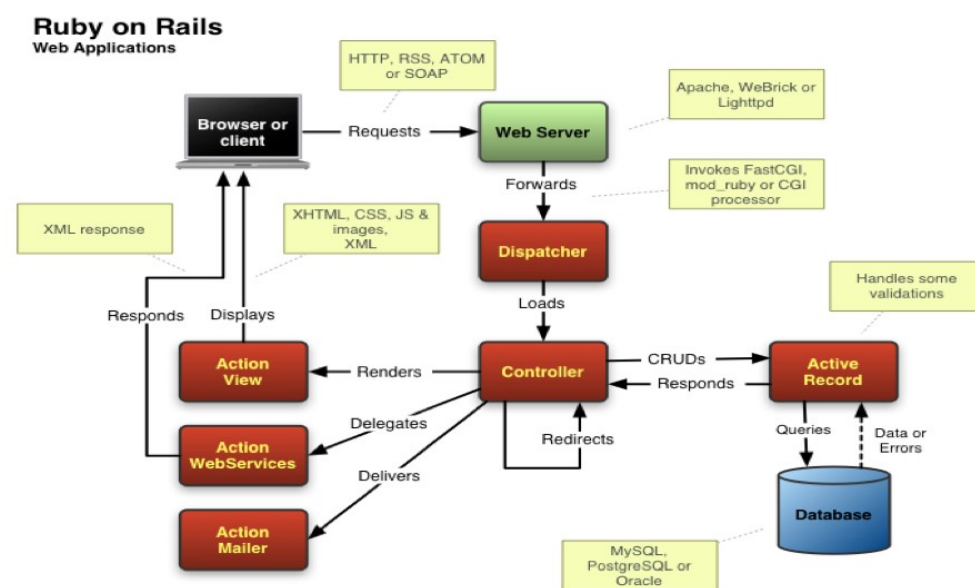 Ruby on Rails
Web Applications
HTTP, RSS, ATOM
or SOAP
Apache, WeBrick or
Lighttpd
Browser or
client
Requests
Web Server
Invokes FastCGI,
mod_ruby or CGI
processor
Forwards
XML response
XHTML, CSS, JS &
images,
XML
Dispatcher
Handles some
validations
Responds
Displays
Loads
Action
View
Renders
Controller
CRUDs
Responds
Active
Record
Delegates
Redirects
Queries
Data or
Errors
Action
WebServices
Delivers
Action
Mailer
Database
MySQL,
PostgreSQL or
Oracle